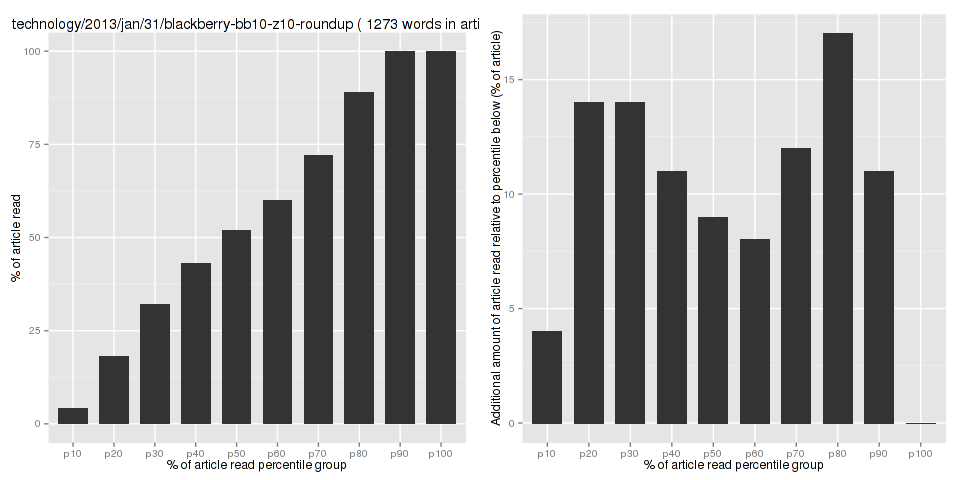 technology/2013/jan/31/blackberry-bb10-z10-roundup ( 1273 words in arti
% of article read
100
75
50
25
0
p10 p20 p30 p40 p50 p60 p70 p80 p90 p100
% of article read percentile group
Additional amount of article read relative to percentile below (% of article)
15
10
5
0
p10 p20 p30 p40 p50 p60 p70 p80 p90 p100
% of article read percentile group